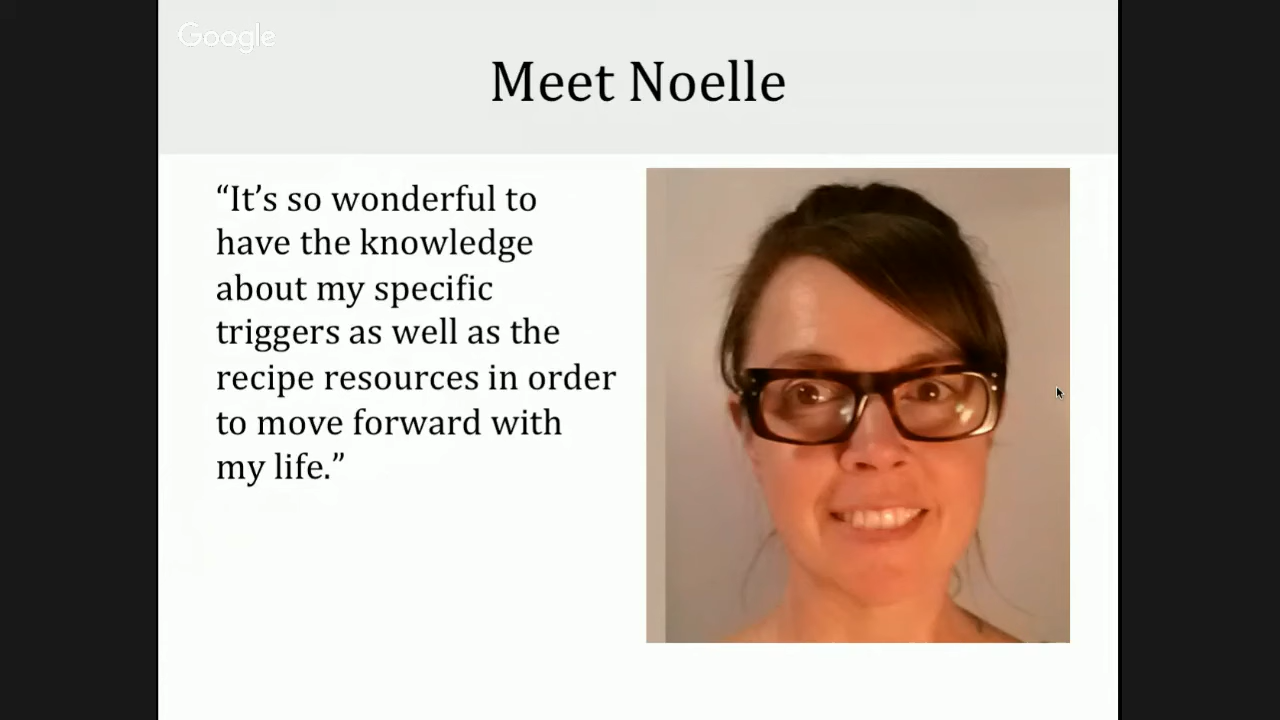 Google
Meet Noelle
“It’s so wonderful to
have the knowledge
about my specific
triggers as well as the
recipe resources in order
to move forward with
my life.”